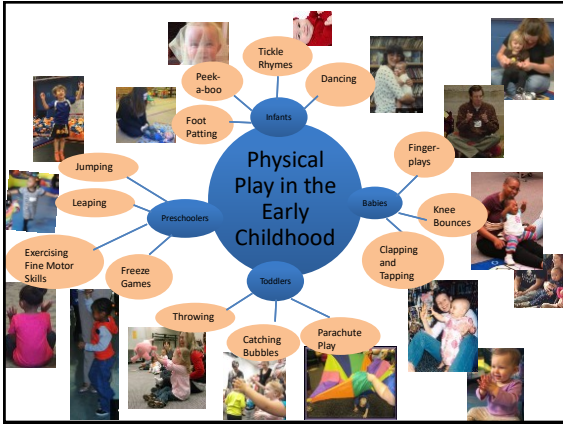 Physical
Play in the
Early
Childhood
Infants
Foot
Patting
Peek-
a-boo
Tickle
Rhymes
Dancing
Babies
Finger-
plays
Knee
Bounces
Clapping
and
Tapping
Toddlers
Parachute
Play
Catching
Bubbles
Throwing
Preschoolers
Freeze
Games
Exercising
Fine Motor
Skills
Leaping
Jumping